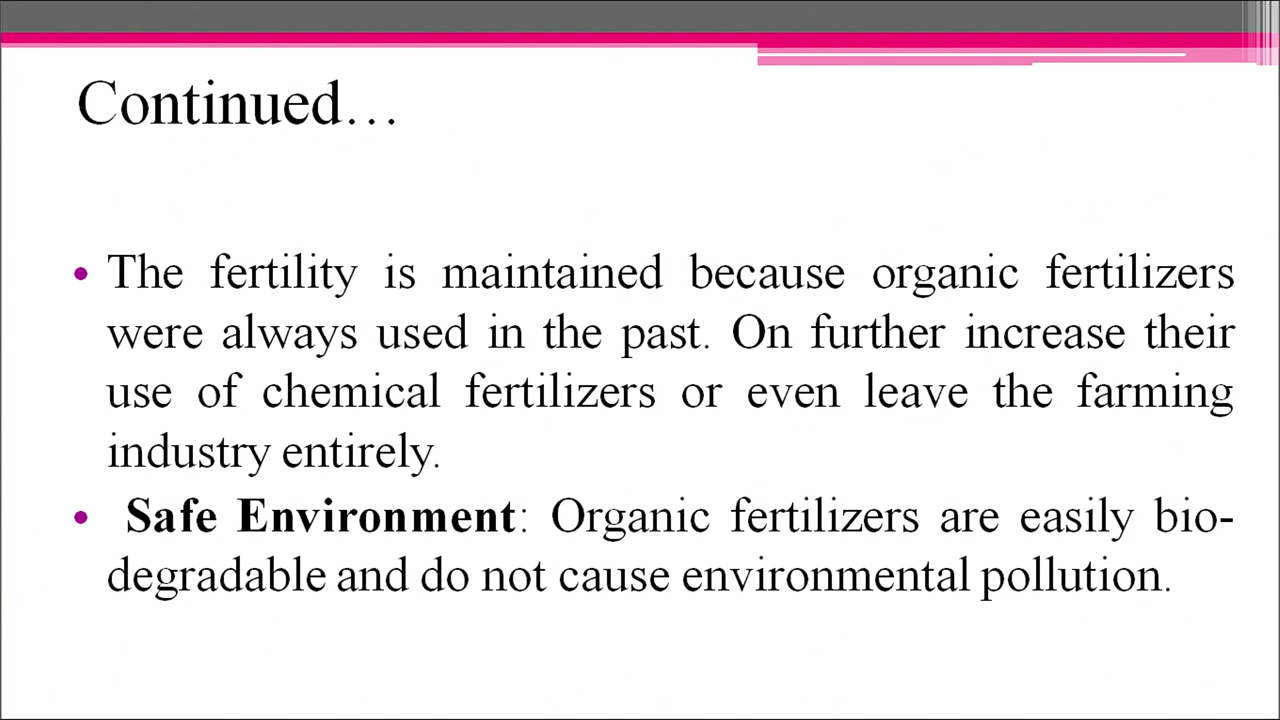 Continued...
• The fertility is maintained because organic fertilizers
were always used in the past. On further increase their
use of chemical fertilizers or even leave the farming
industry entirely.
• Safe Environment: Organic fertilizers are easily bio-
degradable and do not cause environmental pollution.